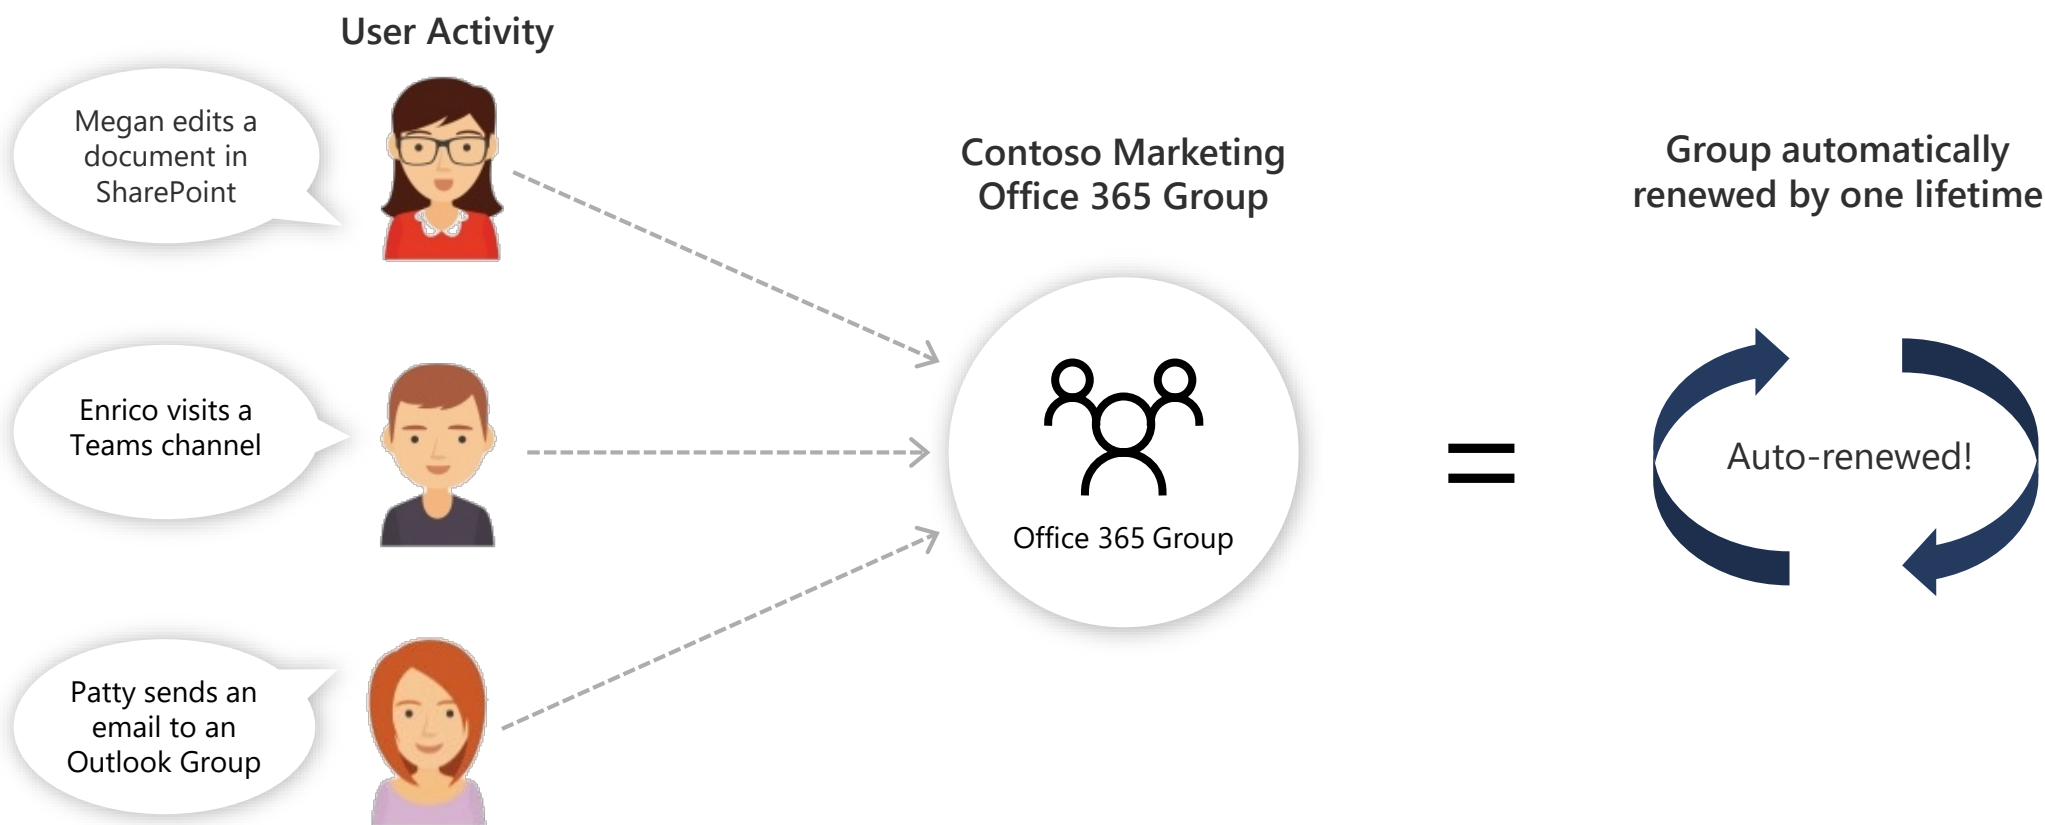 User Activity
Megan edits a
document in
SharePoint
Enrico visits a
Teams channel
Patty sends an
email to an
Outlook Group
Contoso Marketing
Office 365 Group
Office 365 Group
=
Group automatically
renewed by one lifetime
Auto-renewed!